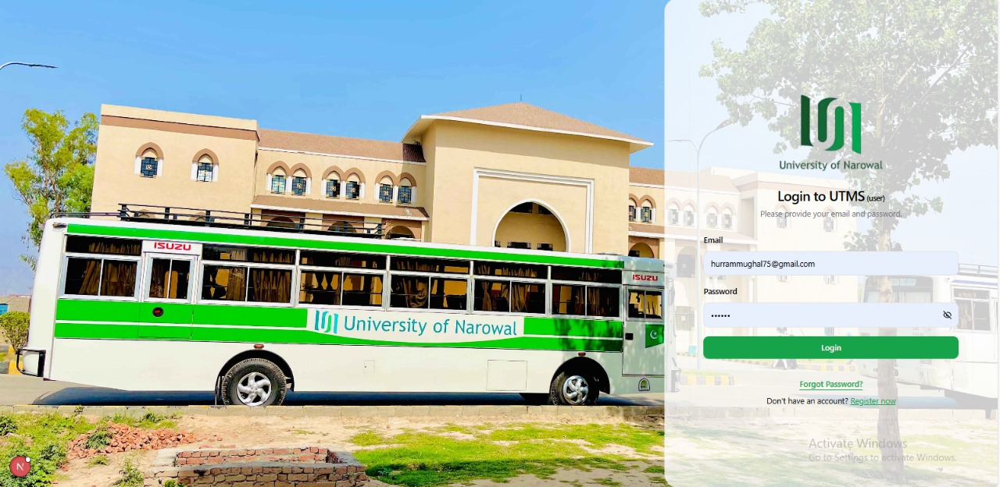 ISUZU
ISUZU
University of Narowal
N
University of Narowal
Login to UTMS (user)
Please provide your email and password.
Email
hurrammughal75@gmail.com
Password
••••••
Login
Forgot Password?
Don't have an account? Register now
Activate Windows
Go to Settings to activate Windows.